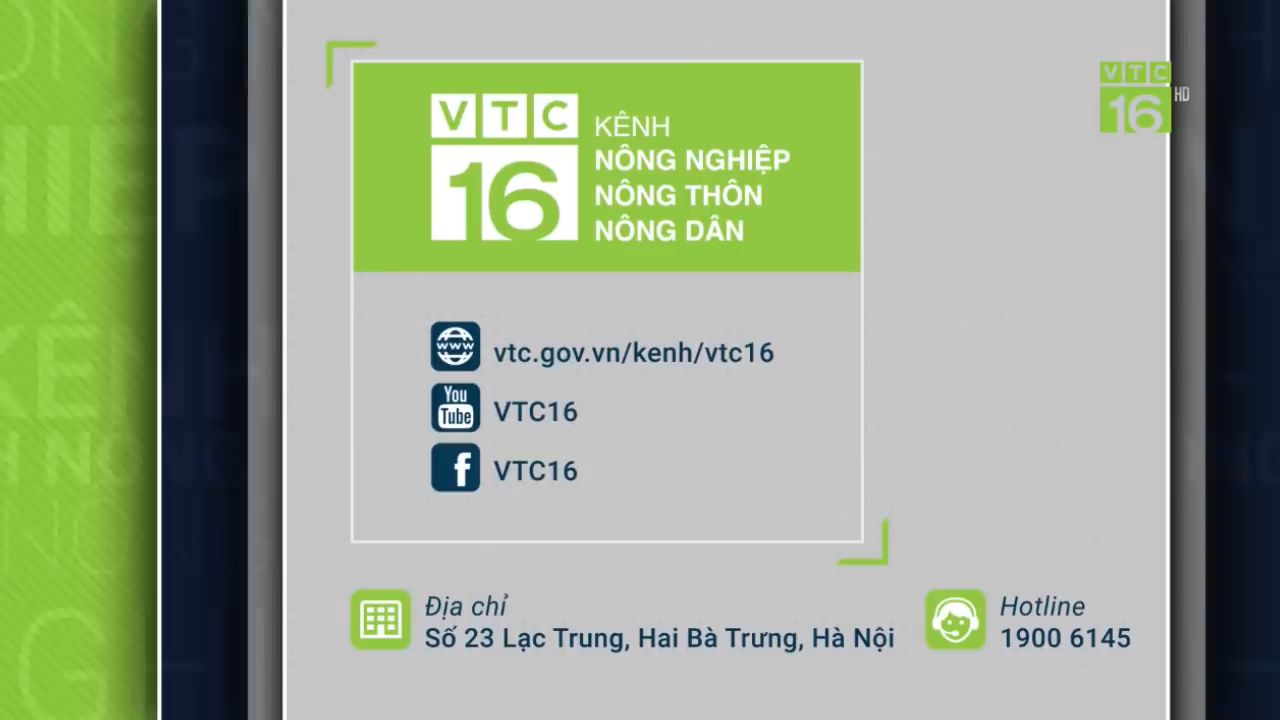 VTC
16
KÊNH
NÔNG NGHIỆP
NÔNG THÔN
NÔNG DÂN
VTC
16 HD
www
vtc.gov.vn/kenh/vtc16
You
Tube
VTC16
f
VTC16
Địa chỉ
Số 23 Lạc Trung, Hai Bà Trưng, Hà Nội
Hotline
1900 6145